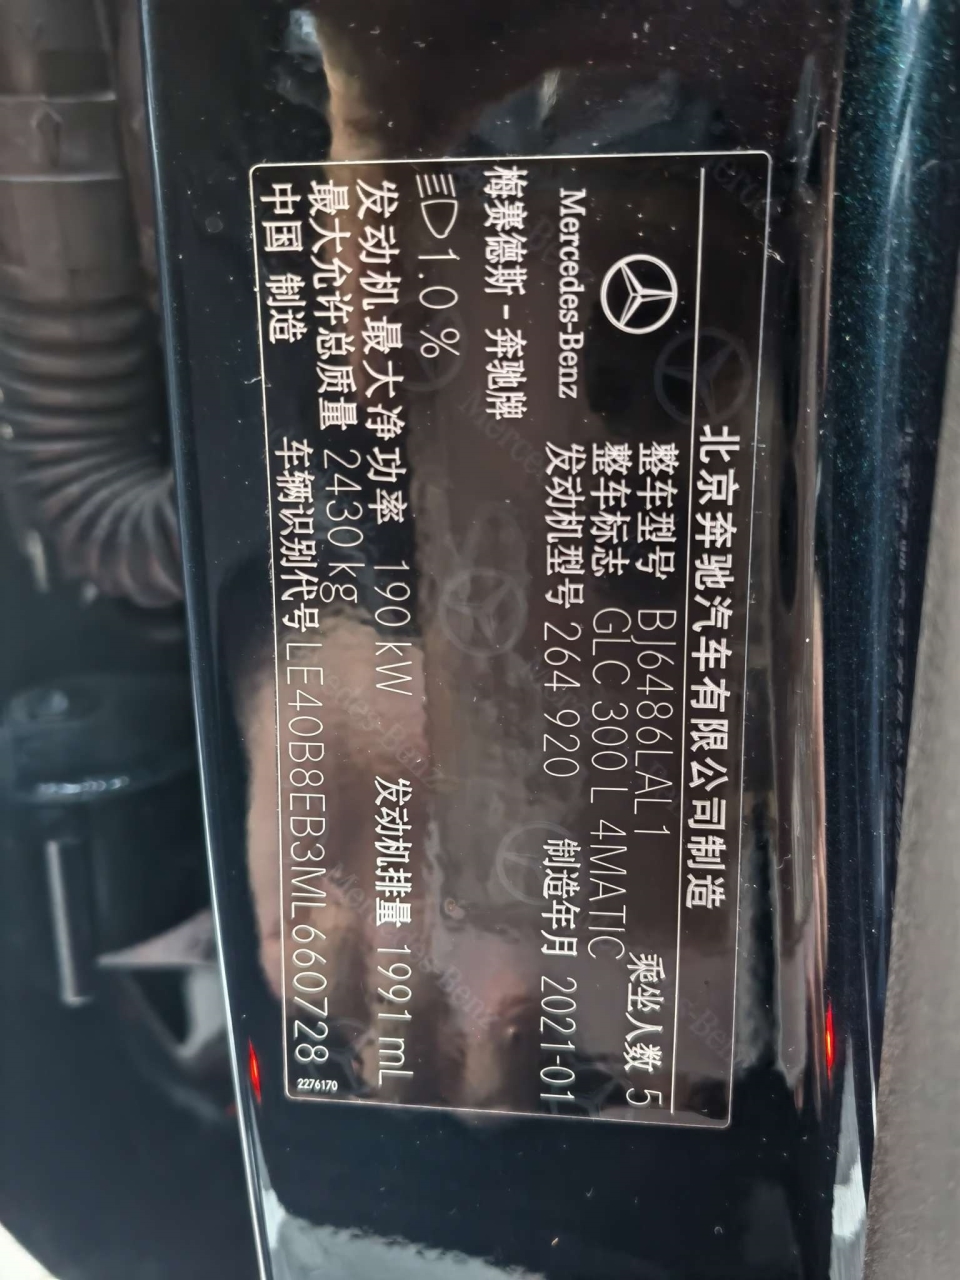 北京奔驰汽车有限公司制造
整车型号 BJ6486LAL1 乘坐人数 5
整车标志 GLC 300 L 4MATIC
Mercedes-Benz 发动机型号 264 920 制造年月 2021-01
梅赛德斯-奔驰牌
1.0 %
发动机最大净功率 190 kW 发动机排量 1991 mL
最大允许总质量 2430 kg
中国 制造 车辆识别代号 LE40B8EB3ML660728
2276170